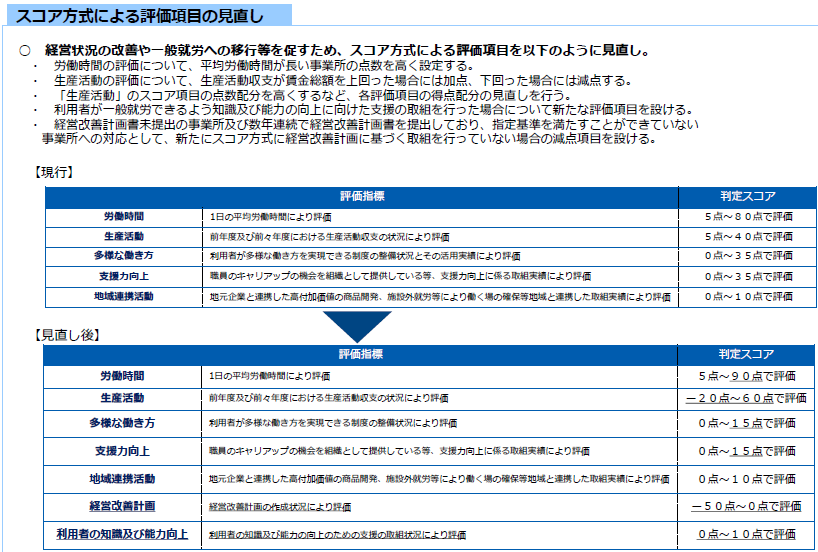 スコア方式による評価項目の見直し
○ 経営状況の改善や一般就労への移行等を促すため、スコア方式による評価項目を以下のように見直し。
・ 労働時間の評価について、平均労働時間が長い事業所の点数を高く設定する。
・ 生産活動の評価について、生産活動収支が賃金総額を上回った場合には加点、下回った場合には減点する。
・ 「生産活動」のスコア項目の点数配分を高くするなど、各評価項目の得点配分の見直しを行う。
・ 利用者が一般就労できるよう知識及び能力の向上に向けた支援の取組を行った場合について新たな評価項目を設ける。
・ 経営改善計画書未提出の事業所及び数年連続で経営改善計画書を提出しており、指定基準を満たすことができていない
事業所への対応として、新たにスコア方式に経営改善計画に基づく取組を行っていない場合の減点項目を設ける。
【現行】
評価指標 判定スコア
労働時間 1日の平均労働時間により評価 5点～80点で評価
生産活動 前年度及び前々年度における生産活動収支の状況により評価 5点～40点で評価
多様な働き方 利用者が多様な働き方を実現できる制度の整備状況とその活用実績により評価 0点～35点で評価
支援力向上 職員のキャリアアップの機会を組織として提供している等、支援力向上に係る取組実績により評価 0点～35点で評価
地域連携活動 地元企業と連携した高付加価値の商品開発、施設外就労等により働く場の確保等地域と連携した取組実績により評価 0点～10点で評価
【見直し後】
評価指標 判定スコア
労働時間 1日の平均労働時間により評価 5点～90点で評価
生産活動 前年度及び前々年度における生産活動収支の状況により評価 －20点～60点で評価
多様な働き方 利用者が多様な働き方を実現できる制度の整備状況により評価 0点～15点で評価
支援力向上 職員のキャリアアップの機会を組織として提供している等、支援力向上に係る取組実績により評価 0点～15点で評価
地域連携活動 地元企業と連携した高付加価値の商品開発、施設外就労等により働く場の確保等地域と連携した取組実績により評価 0点～10点で評価
経営改善計画 経営改善計画の作成状況により評価 －50点～0点で評価
利用者の知識及び能力向上 利用者の知識及び能力の向上のための支援の取組状況により評価 0点～10点で評価